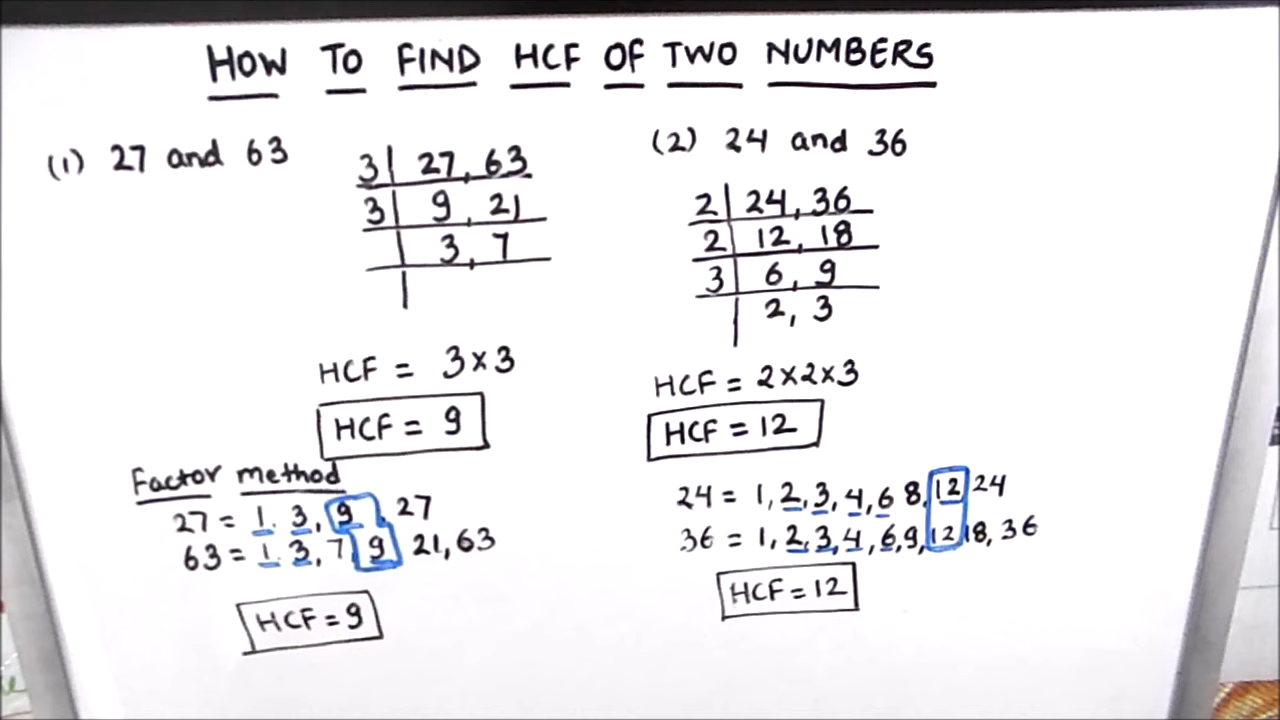 HOW TO FIND HCF OF TWO NUMBERS
(1) 27 and 63
3 | 27, 63
3 | 9, 21
| 3, 7
HCF = 3×3
HCF = 9
Factor method
27 = 1, 3, 9, 27
63 = 1, 3, 7, 9 21, 63
HCF = 9
(2) 24 and 36
2 | 24, 36
2 | 12, 18
3 | 6, 9
| 2, 3
HCF = 2×2×3
HCF = 12
24 = 1, 2, 3, 4, 6 8, 12 24
36 = 1, 2, 3, 4, 6, 9, 12 18, 36
HCF = 12